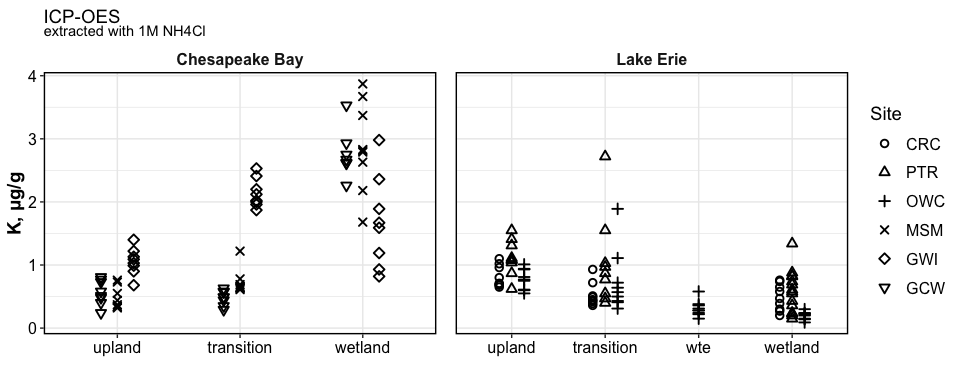 ICP-OES
extracted with 1M NH4Cl
Chesapeake Bay
Lake Erie
K, μg/g
4
3
2
1
0
upland transition wetland
upland transition wte wetland
Site
CRC
PTR
OWC
MSM
GWI
GCW